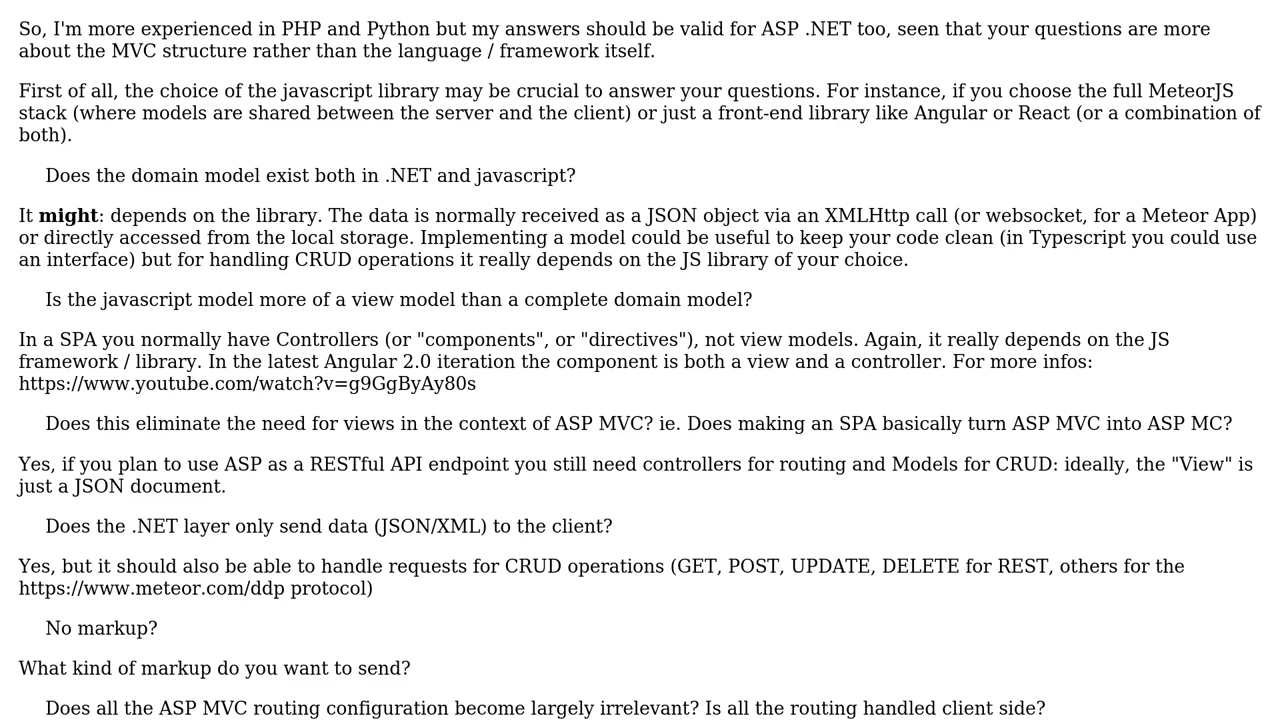 So, I'm more experienced in PHP and Python but my answers should be valid for ASP .NET too, seen that your questions are more
about the MVC structure rather than the language / framework itself.
First of all, the choice of the javascript library may be crucial to answer your questions. For instance, if you choose the full MeteorJS
stack (where models are shared between the server and the client) or just a front-end library like Angular or React (or a combination of
both).
Does the domain model exist both in .NET and javascript?
It might: depends on the library. The data is normally received as a JSON object via an XMLHttp call (or websocket, for a Meteor App)
or directly accessed from the local storage. Implementing a model could be useful to keep your code clean (in Typescript you could use
an interface) but for handling CRUD operations it really depends on the JS library of your choice.
Is the javascript model more of a view model than a complete domain model?
In a SPA you normally have Controllers (or "components", or "directives"), not view models. Again, it really depends on the JS
framework / library. In the latest Angular 2.0 iteration the component is both a view and a controller. For more infos:
https://www.youtube.com/watch?v=g9GgByAy80s
Does this eliminate the need for views in the context of ASP MVC? ie. Does making an SPA basically turn ASP MVC into ASP MC?
Yes, if you plan to use ASP as a RESTful API endpoint you still need controllers for routing and Models for CRUD: ideally, the "View" is
just a JSON document.
Does the .NET layer only send data (JSON/XML) to the client?
Yes, but it should also be able to handle requests for CRUD operations (GET, POST, UPDATE, DELETE for REST, others for the
https://www.meteor.com/ddp protocol)
No markup?
What kind of markup do you want to send?
Does all the ASP MVC routing configuration become largely irrelevant? Is all the routing handled client side?